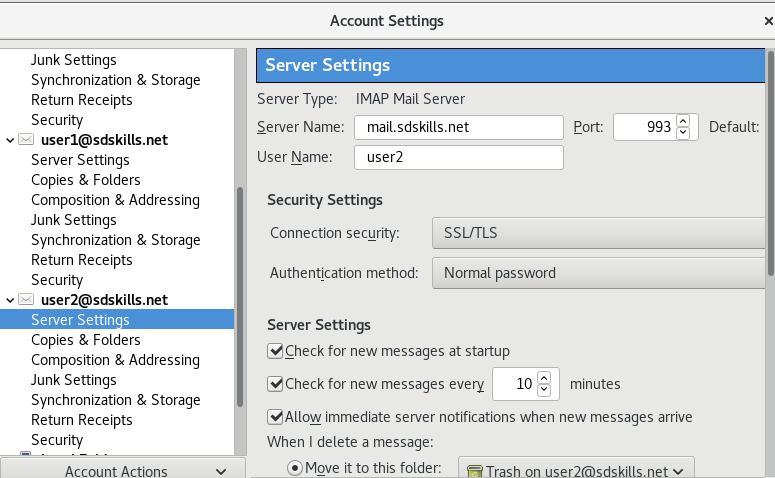 Account Settings
Junk Settings
Synchronization & Storage
Return Receipts
Security
user1@sdskills.net
Server Settings
Copies & Folders
Composition & Addressing
Junk Settings
Synchronization & Storage
Return Receipts
Security
user2@sdskills.net
Server Settings
Copies & Folders
Composition & Addressing
Junk Settings
Synchronization & Storage
Return Receipts
Security
Account Actions
Server Settings
Server Type: IMAP Mail Server
Server Name: mail.sdskills.net Port: 993 Default:
User Name: user2
Security Settings
Connection security: SSL/TLS
Authentication method: Normal password
Server Settings
Check for new messages at startup
Check for new messages every 10 minutes
Allow immediate server notifications when new messages arrive
When I delete a message:
Move it to this folder: Trash on user2@sdskills.net